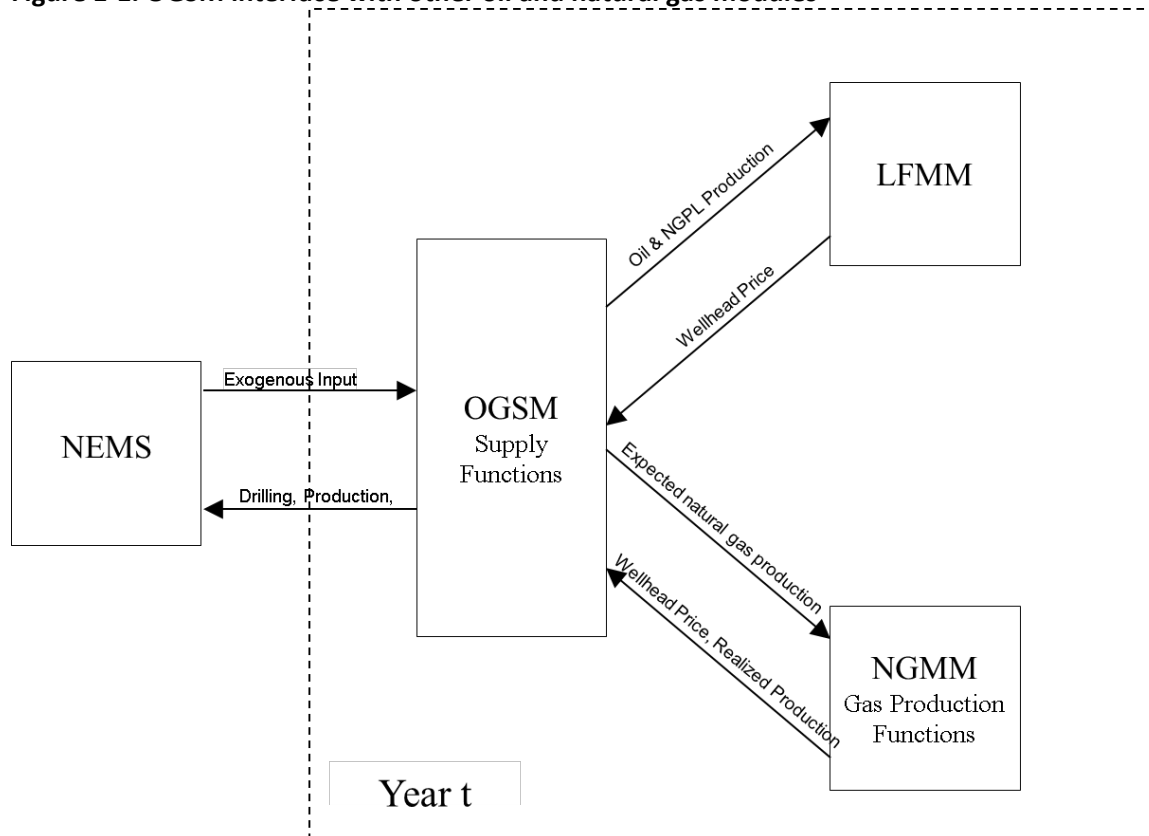 Figure 1-1. OGSM interface with other oil and natural gas modules
LFMM
Oil & NGPL Production
Wellhead Price
Exogenous Input
NEMS
OGSM
Supply
Functions
Drilling, Production,
Expected natural gas production
Wellhead Price, Realized Production
NGMM
Gas Production
Functions
Year t